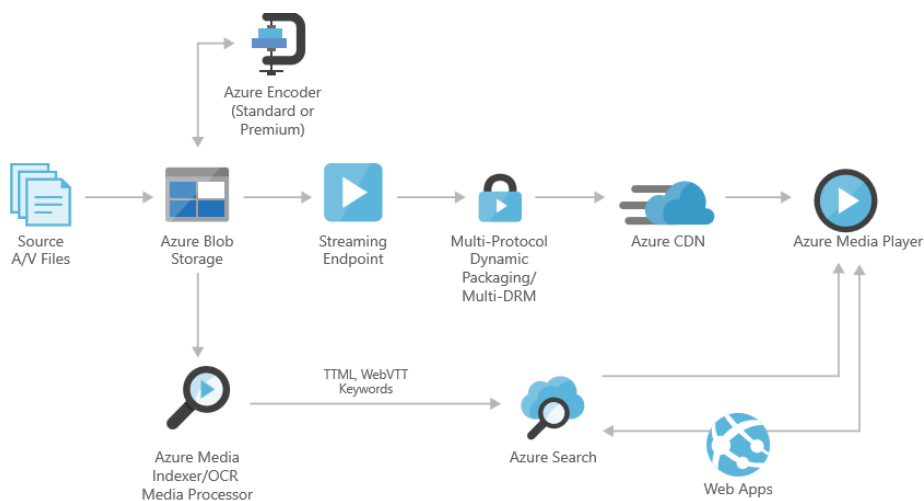 Azure Encoder
(Standard or
Premium)
Source
A/V Files
Azure Blob
Storage
Streaming
Endpoint
Multi-Protocol
Dynamic
Packaging/
Multi-DRM
Azure CDN
Azure Media Player
TTML, WebVTT
Keywords
Azure Media
Indexer/OCR
Media Processor
Azure Search
Web Apps